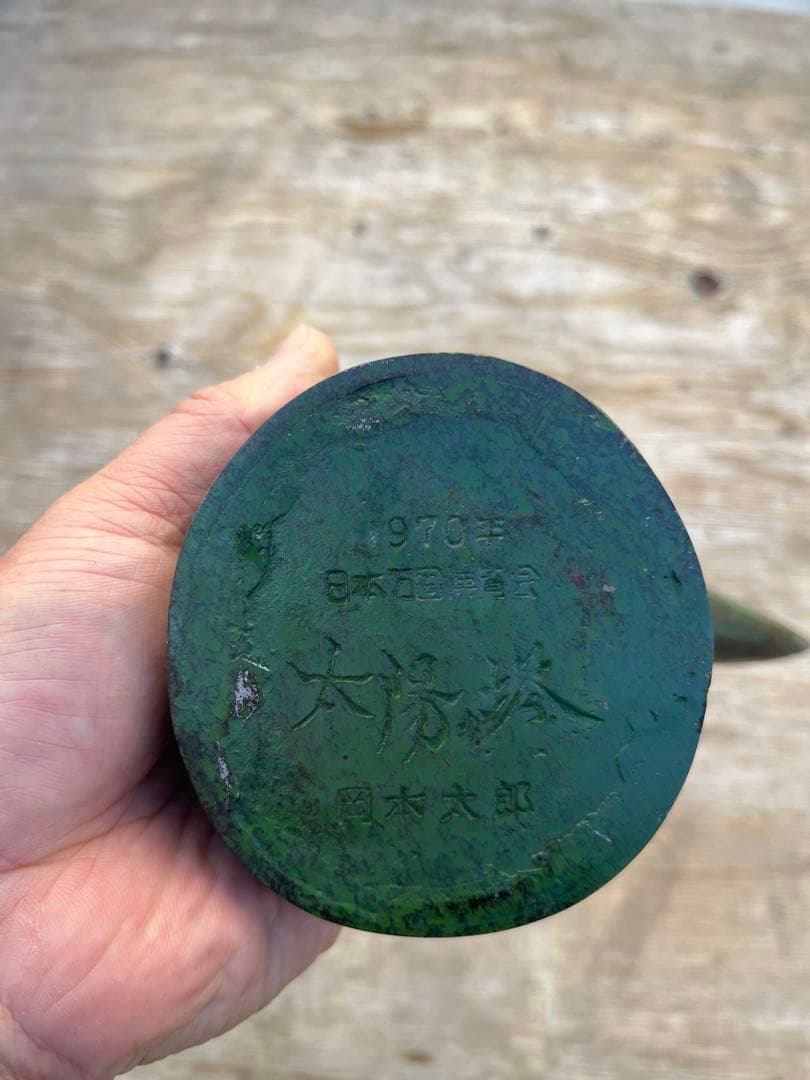 1970年
日本万国博覧会
太陽の塔
岡本太郎